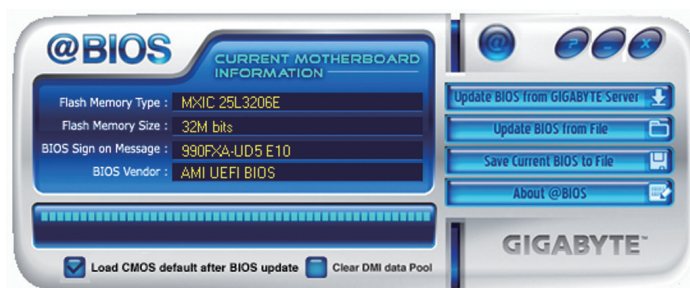 @BIOS
CURRENT MOTHERBOARD
INFORMATION
Flash Memory Type : MXIC 25L3206E
Flash Memory Size : 32M bits
BIOS Sign on Message : 990FXA-UD5 E10
BIOS Vendor : AMI UEFI BIOS
Load CMOS default after BIOS update Clear DMI data Pool
@ ? _ X
Update BIOS from GIGABYTE Server
Update BIOS from File
Save Current BIOS to File
About @BIOS
GIGABYTE™